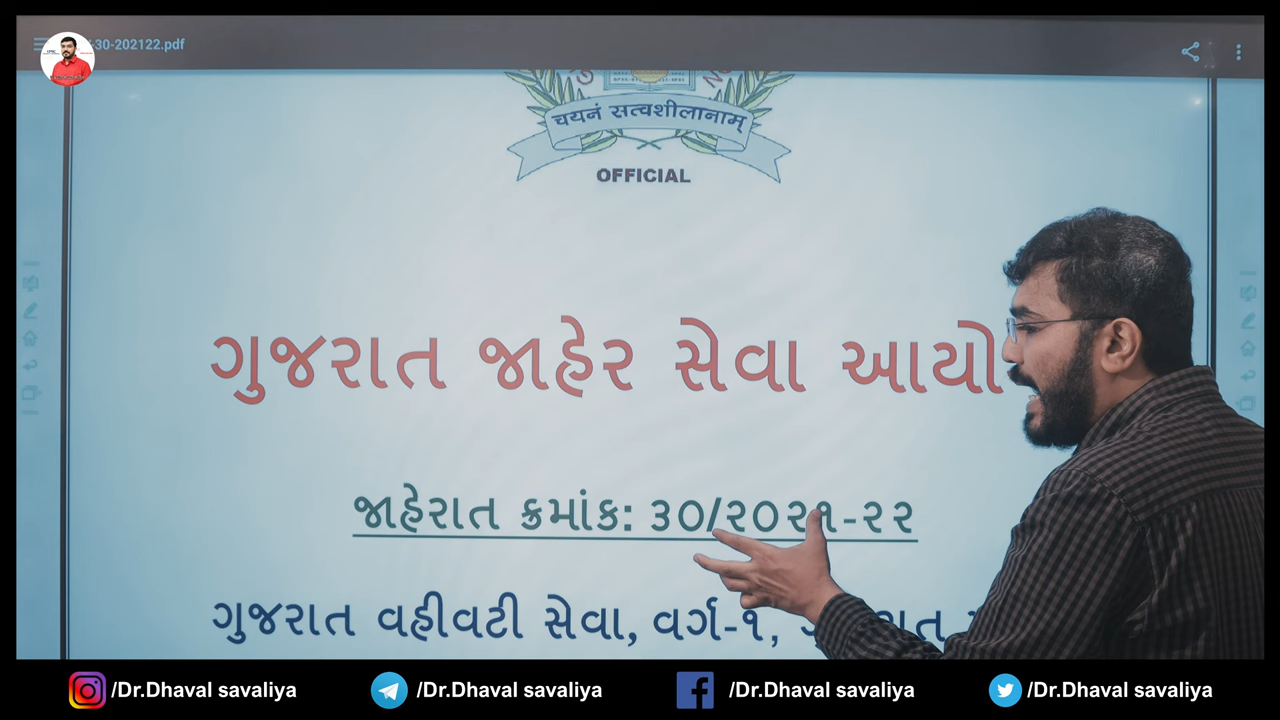 30-202122.pdf
चयनं सत्वशीलानाम्
OFFICIAL
ગુજરાત જાહેર સેવા આયો
જાહેરાત ક્રમાંક: ૩૦/૨૦૨૧-૨૨
ગુજરાત વહીવટી સેવા, વર્ગ-૧,
/Dr.Dhaval savaliya /Dr.Dhaval savaliya /Dr.Dhaval savaliya /Dr.Dhaval savaliya